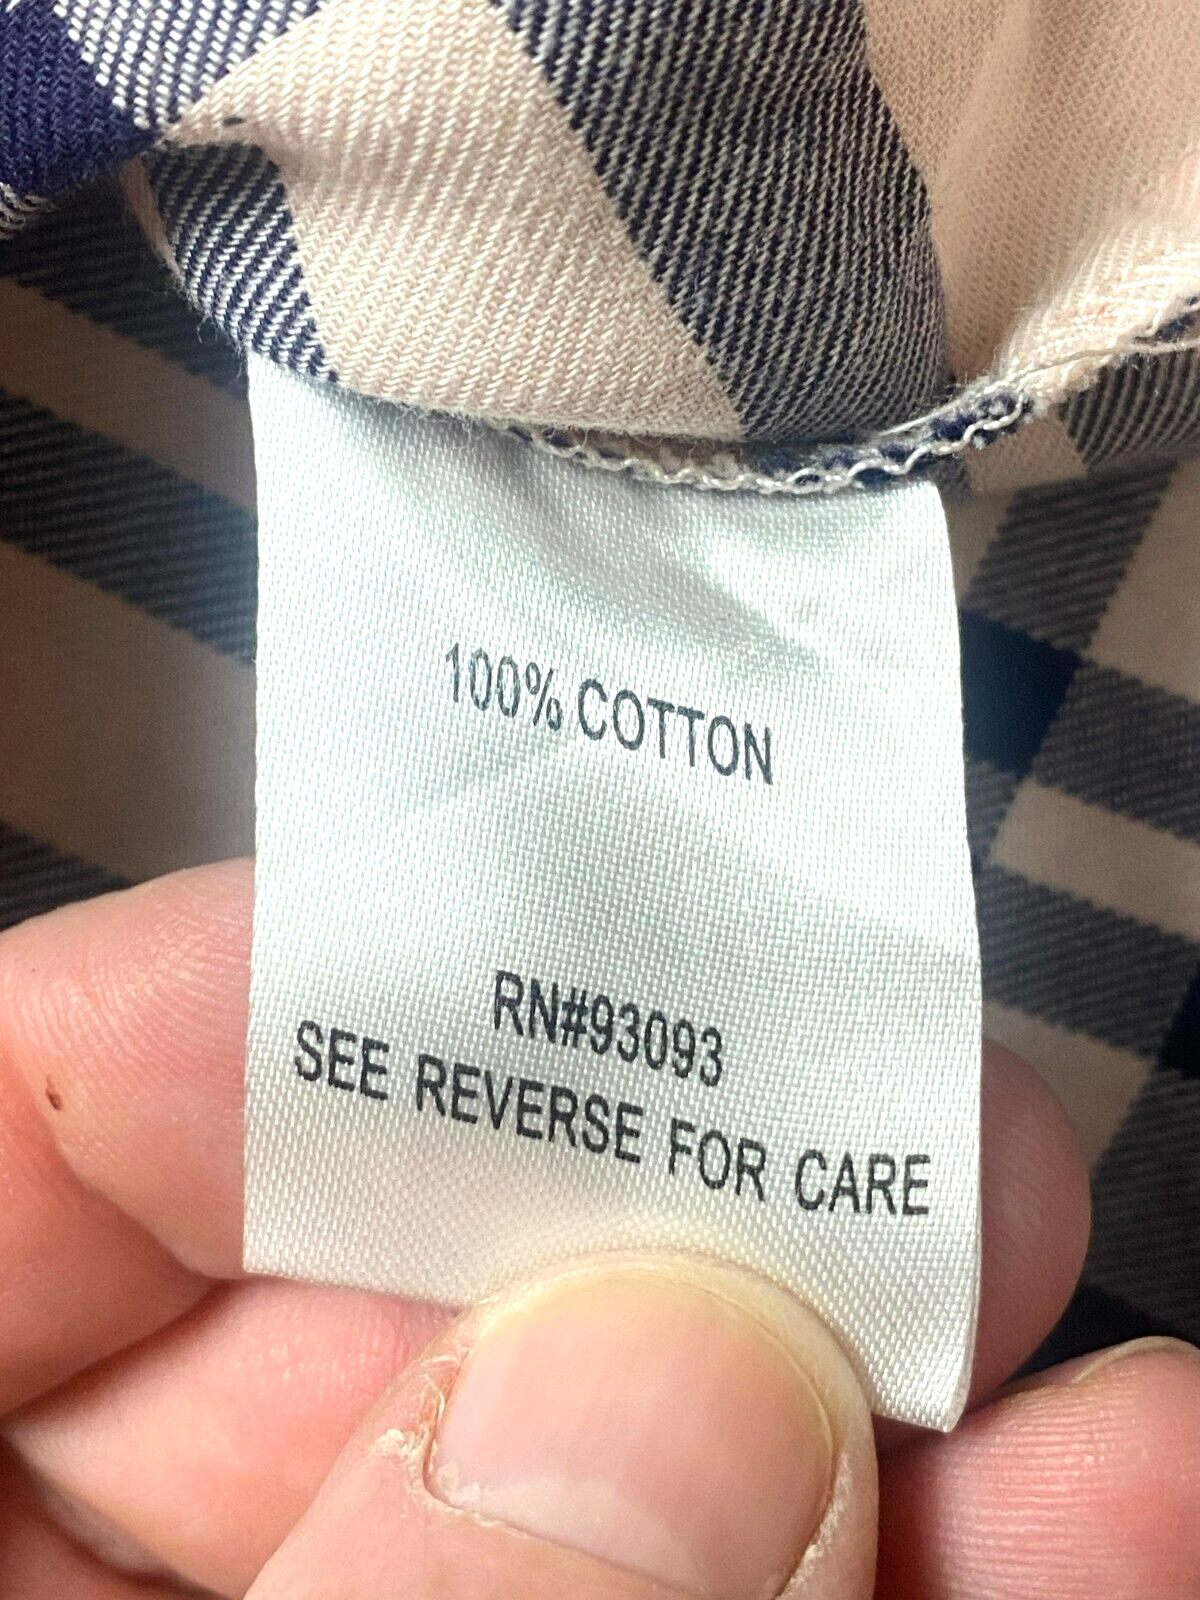 100% COTTON
RN#93093
SEE REVERSE FOR CARE